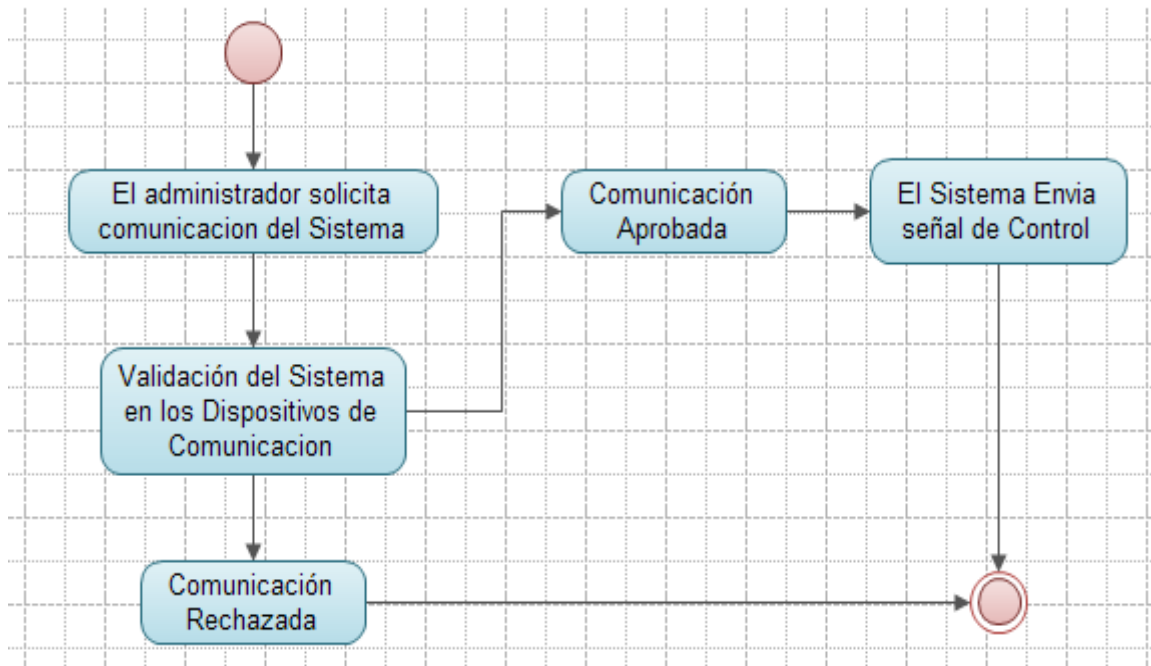 El administrador solicita
comunicacion del Sistema
Comunicación
Aprobada
El Sistema Envia
señal de Control
Validación del Sistema
en los Dispositivos de
Comunicacion
Comunicación
Rechazada